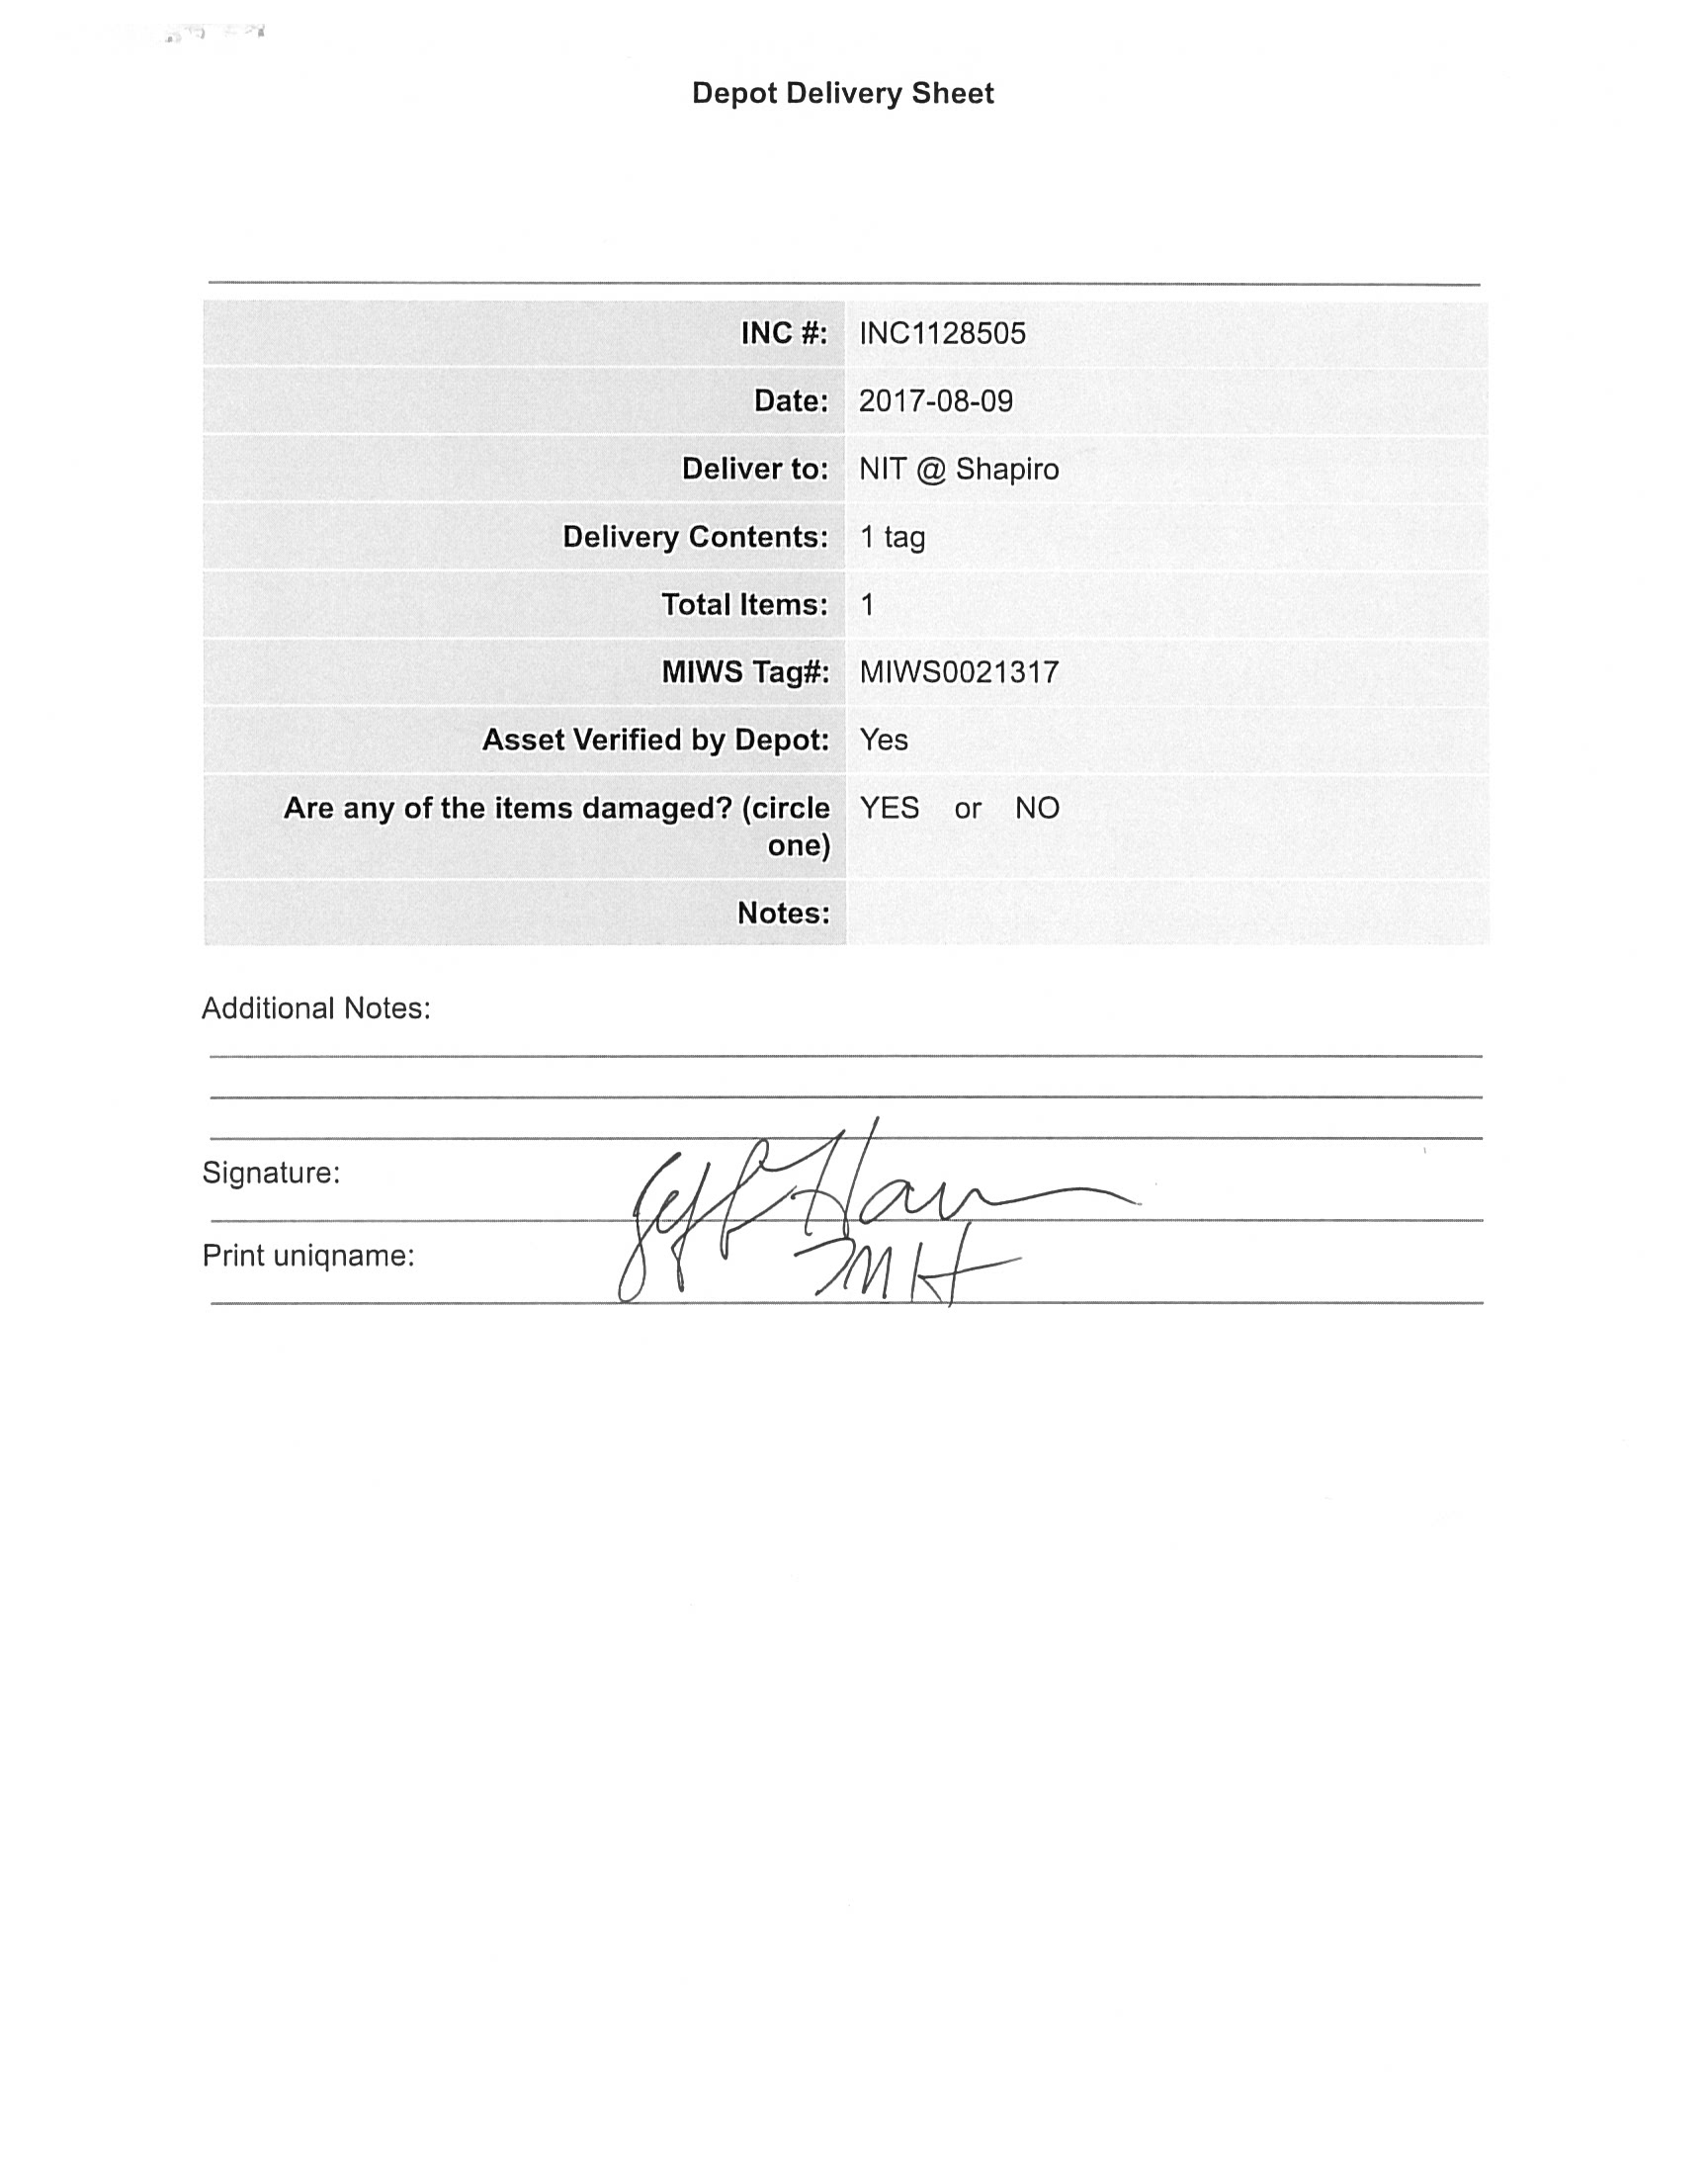 Depot Delivery Sheet
INC #: INC1128505
Date: 2017-08-09
Deliver to: NIT @ Shapiro
Delivery Contents: 1 tag
Total Items: 1
MIWS Tag#: MIWS0021317
Asset Verified by Depot: Yes
Are any of the items damaged? (circle YES or NO
one)
Notes:
Additional Notes:
Signature: Jeff
Print uniqname: